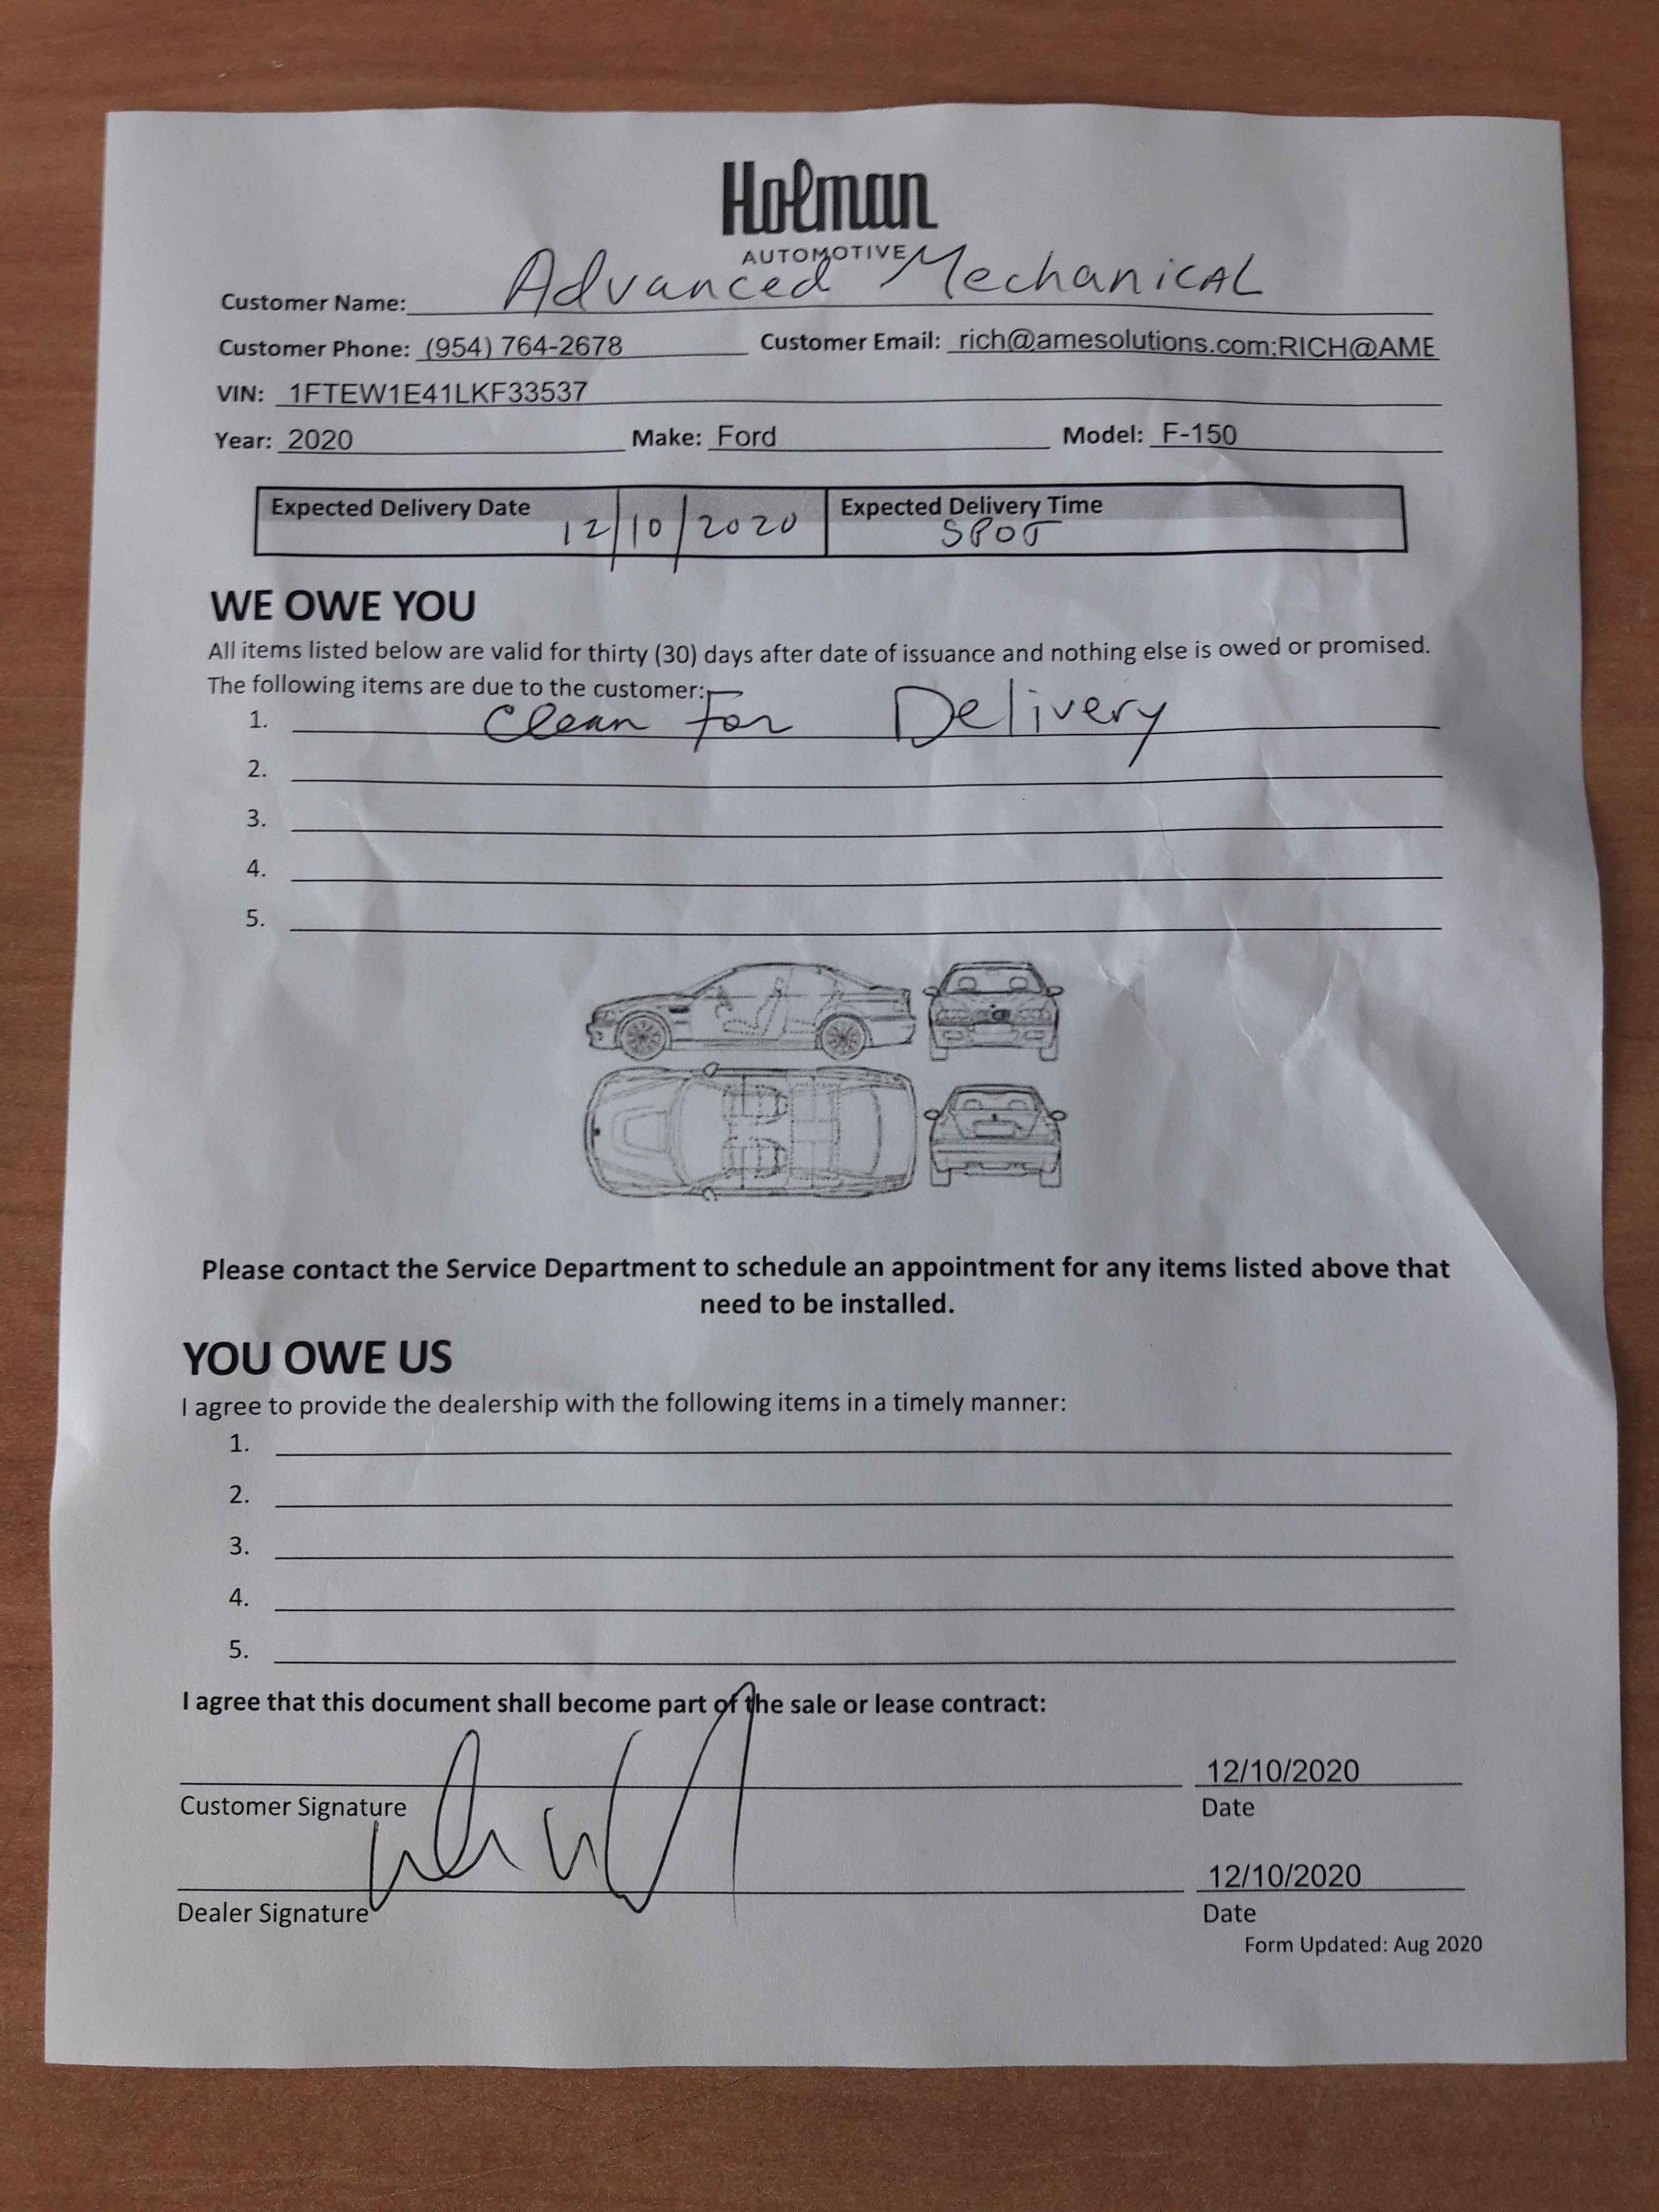 Holman
AUTOMOTIVE
Customer Name: Advanced Mechanical
Customer Phone: (954) 764-2678 Customer Email: rich@amesolutions.com;RICH@AME
VIN: 1FTEW1E41LKF33537
Year: 2020 Make: Ford Model: F-150
Expected Delivery Date 12/10/2020 Expected Delivery Time SPOT
WE OWE YOU
All items listed below are valid for thirty (30) days after date of issuance and nothing else is owed or promised.
The following items are due to the customer:
1. Clean For Delivery
2.
3.
4.
5.
Please contact the Service Department to schedule an appointment for any items listed above that
need to be installed.
YOU OWE US
I agree to provide the dealership with the following items in a timely manner:
1.
2.
3.
4.
5.
I agree that this document shall become part of the sale or lease contract:
12/10/2020
Customer Signature Date
12/10/2020
Dealer Signature Date
Form Updated: Aug 2020